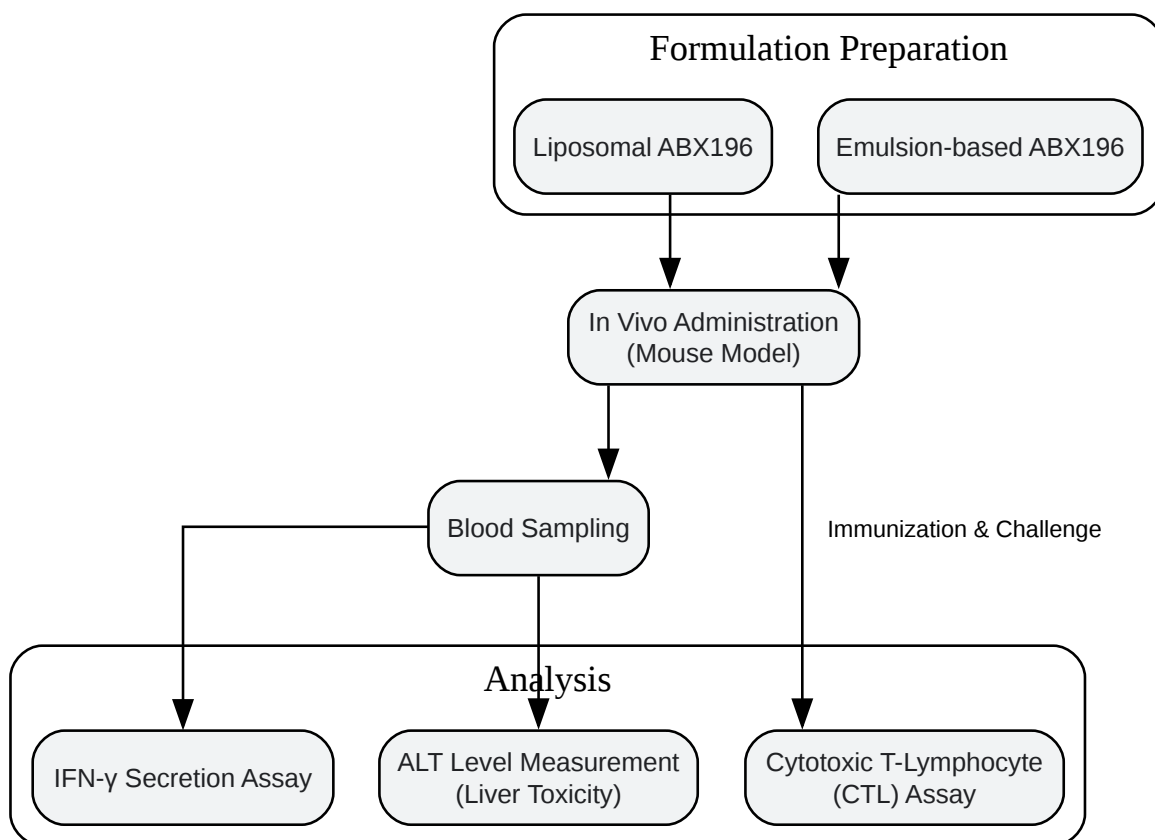 Formulation Preparation
Liposomal ABX196
Emulsion-based ABX196
In Vivo Administration
(Mouse Model)
Blood Sampling
Immunization & Challenge
Analysis
IFN-γ Secretion Assay
ALT Level Measurement
(Liver Toxicity)
Cytotoxic T-Lymphocyte
(CTL) Assay